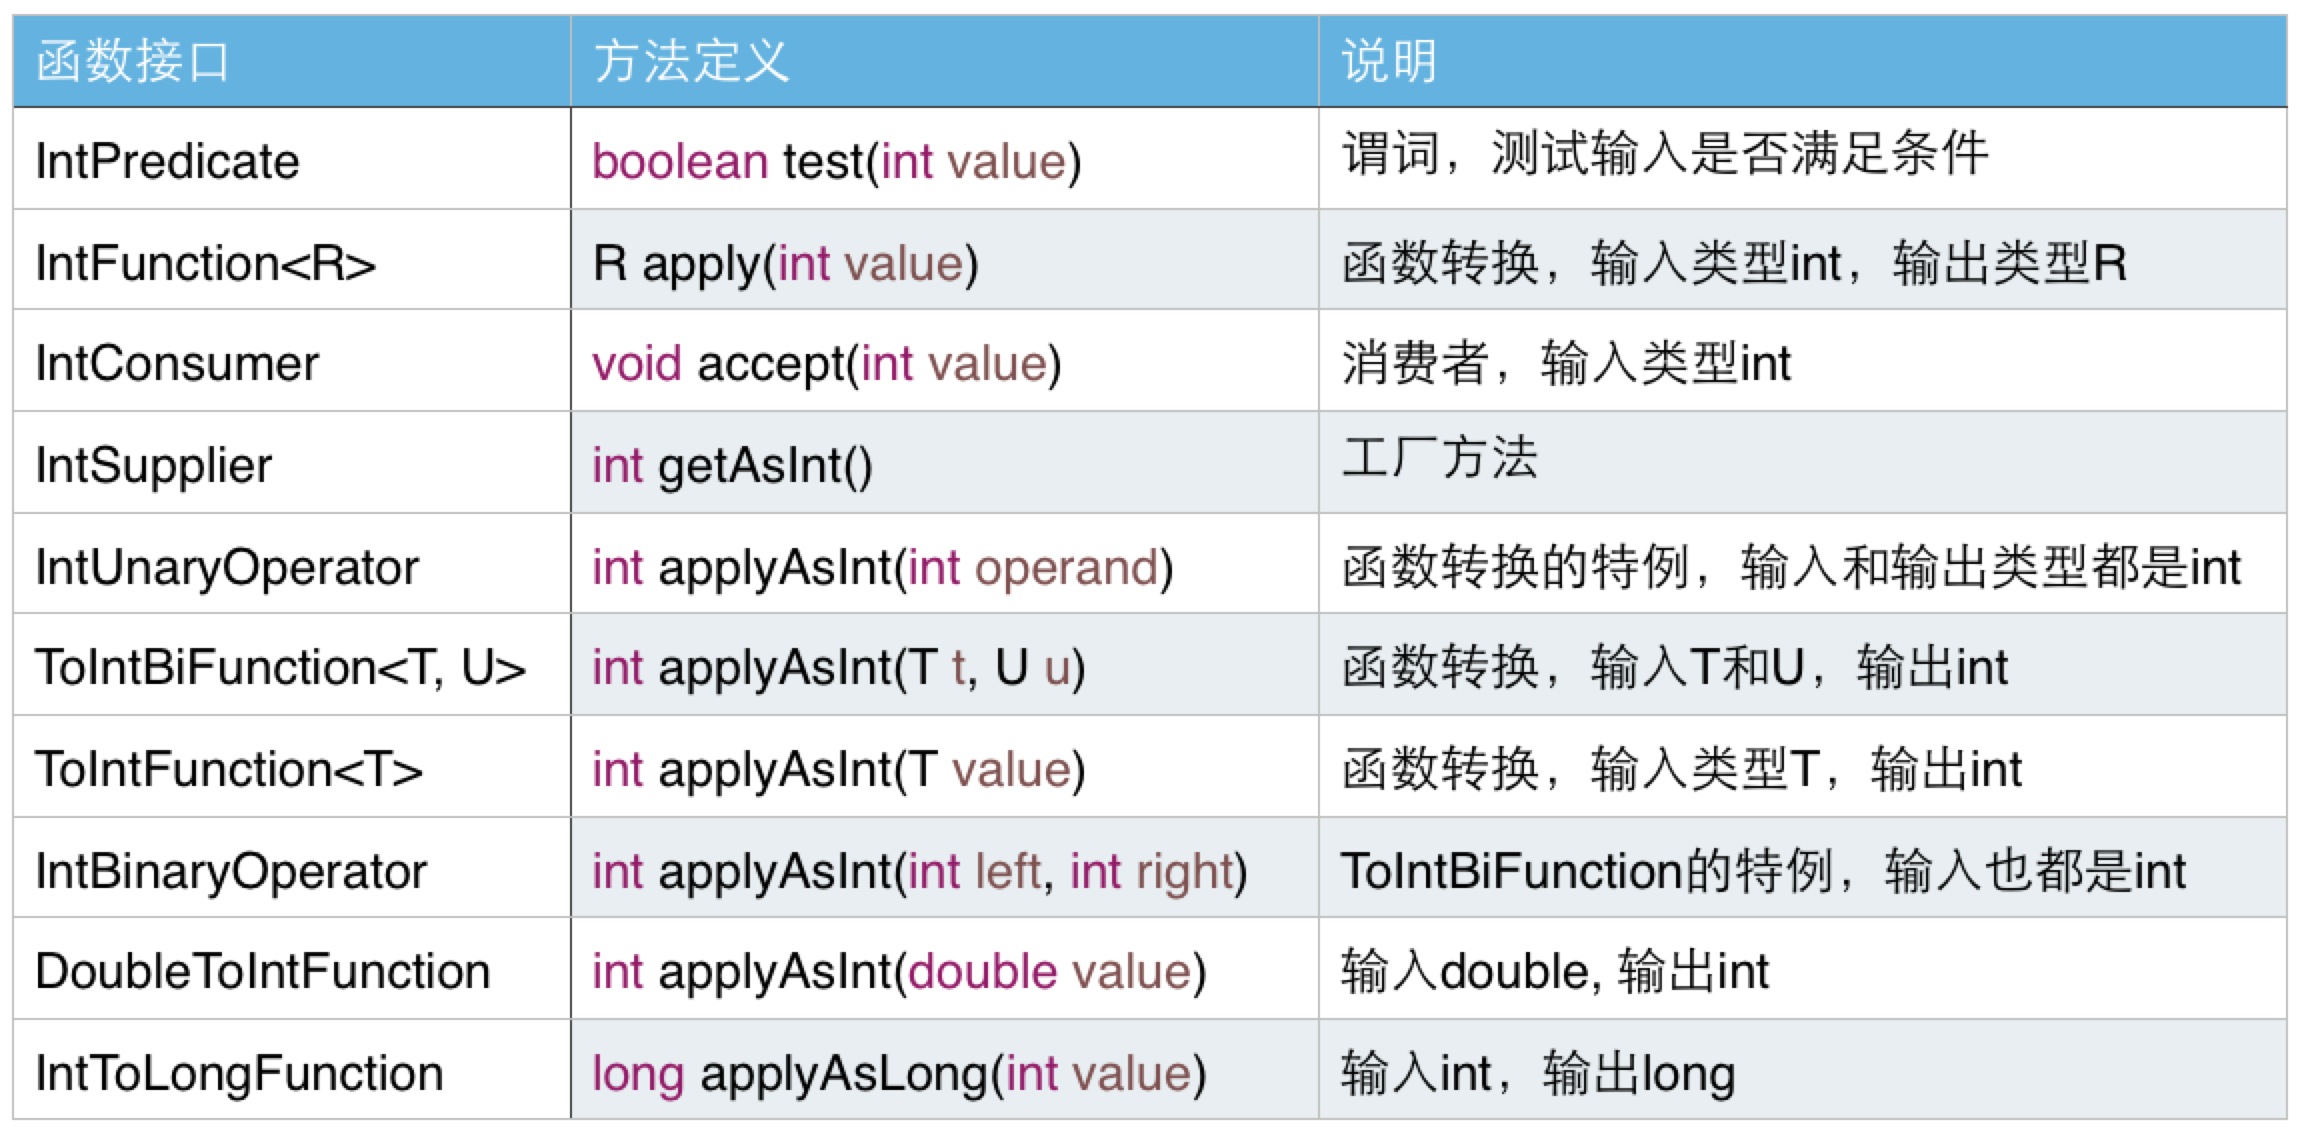 函数接口 方法定义 说明
IntPredicate boolean test(int value) 谓词，测试输入是否满足条件
IntFunction<R> R apply(int value) 函数转换，输入类型int，输出类型R
IntConsumer void accept(int value) 消费者，输入类型int
IntSupplier int getAsInt() 工厂方法
IntUnaryOperator int applyAsInt(int operand) 函数转换的特例，输入和输出类型都是int
ToIntBiFunction<T, U> int applyAsInt(T t, U u) 函数转换，输入T和U，输出int
ToIntFunction<T> int applyAsInt(T value) 函数转换，输入类型T，输出int
IntBinaryOperator int applyAsInt(int left, int right) ToIntBiFunction的特例，输入也都是int
DoubleToIntFunction int applyAsInt(double value) 输入double, 输出int
IntToLongFunction long applyAsLong(int value) 输入int，输出long